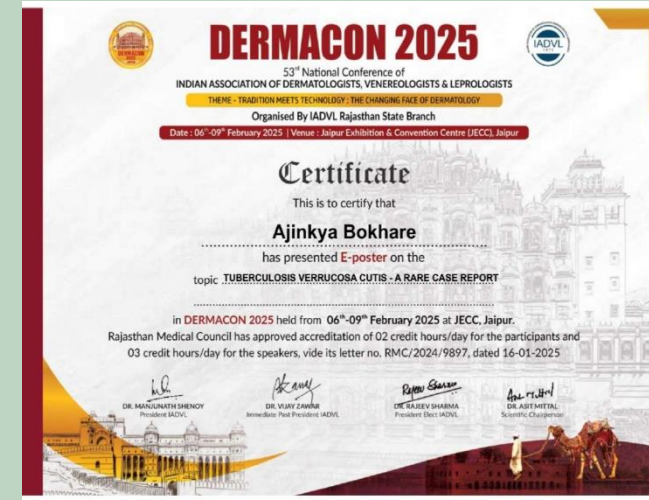 DERMACON 2025
IADVL
53rd National Conference of
INDIAN ASSOCIATION OF DERMATOLOGISTS, VENEREOLOGISTS & LEPROLOGISTS
THEME - TRADITION MEETS TECHNOLOGY : THE CHANGING FACE OF DERMATOLOGY
Organised By IADVL Rajasthan State Branch
Date : 06th-09th February 2025 | Venue : Jaipur Exhibition & Convention Centre (JECC), Jaipur
Certificate
This is to certify that
Ajinkya Bokhare
has presented E-poster on the
topic TUBERCULOSIS VERRUCOSA CUTIS - A RARE CASE REPORT
in DERMACON 2025 held from 06th-09th February 2025 at JECC, Jaipur.
Rajasthan Medical Council has approved accreditation of 02 credit hours/day for the participants and
03 credit hours/day for the speakers, vide its letter no. RMC/2024/9897, dated 16-01-2025
DR. MANJUNATH SHENOY
President IADVL
DR. VIJAY ZAWAR
Immediate Past President IADVL
DR. RAJEEV SHARMA
President Elect IADVL
DR. ASIT MITTAL
Scientific Chairperson